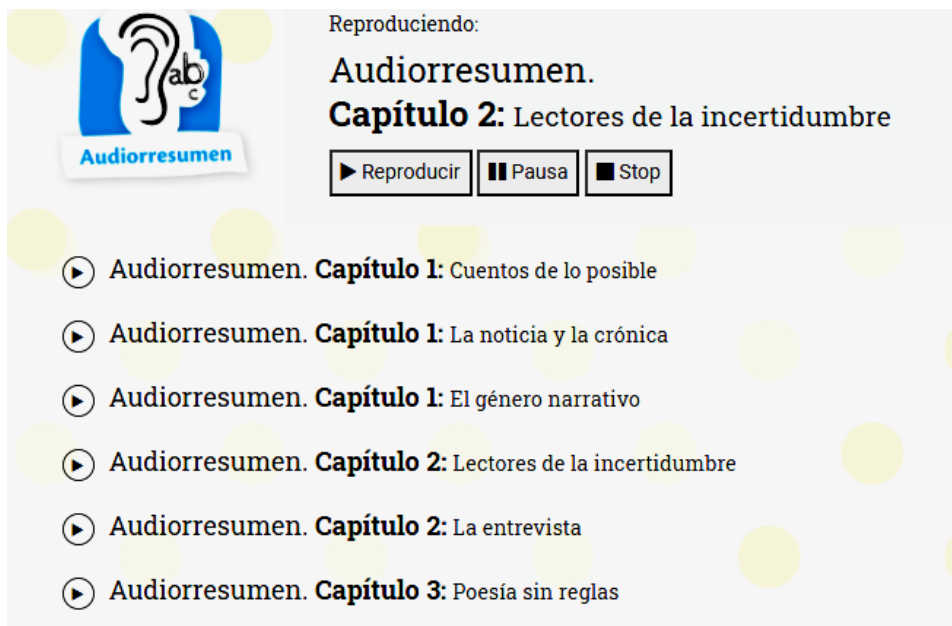 abc
Audiorresumen
Reproduciendo:
Audiorresumen.
Capítulo 2: Lectores de la incertidumbre
Reproducir
Pausa
Stop
Audiorresumen. Capítulo 1: Cuentos de lo posible
Audiorresumen. Capítulo 1: La noticia y la crónica
Audiorresumen. Capítulo 1: El género narrativo
Audiorresumen. Capítulo 2: Lectores de la incertidumbre
Audiorresumen. Capítulo 2: La entrevista
Audiorresumen. Capítulo 3: Poesía sin reglas